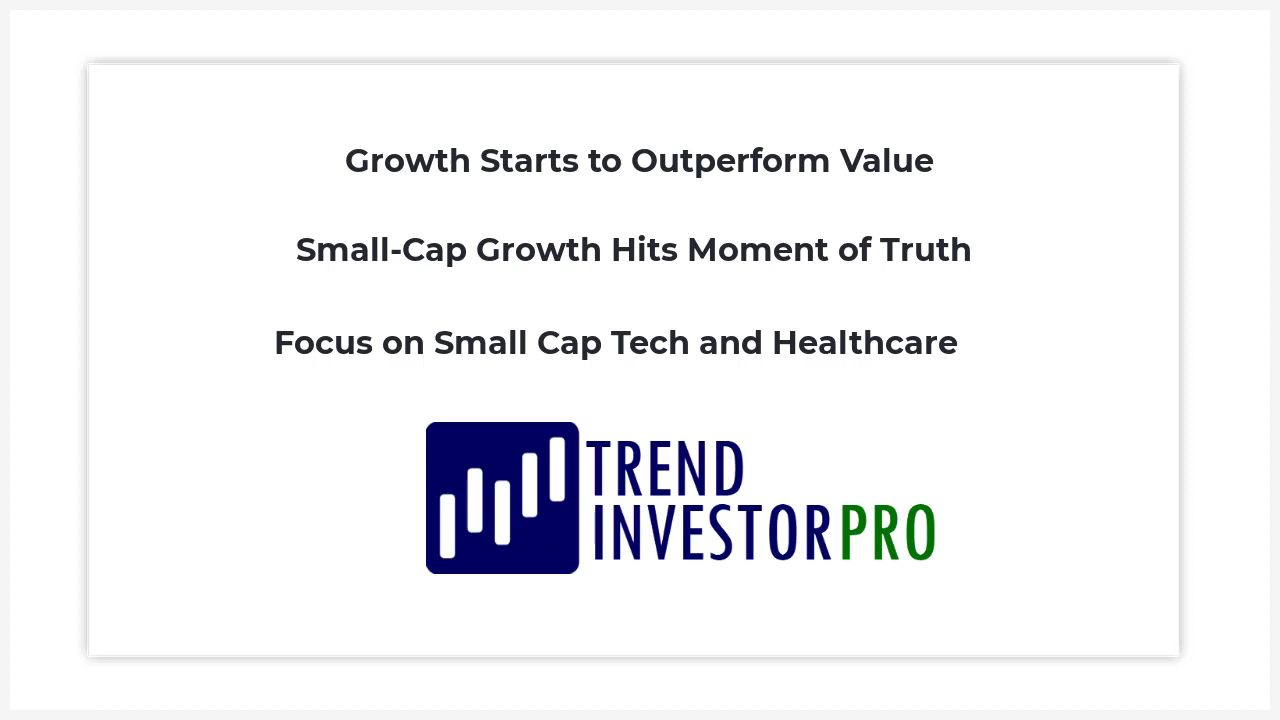 Growth Starts to Outperform Value
Small-Cap Growth Hits Moment of Truth
Focus on Small Cap Tech and Healthcare
TREND
INVESTORPRO